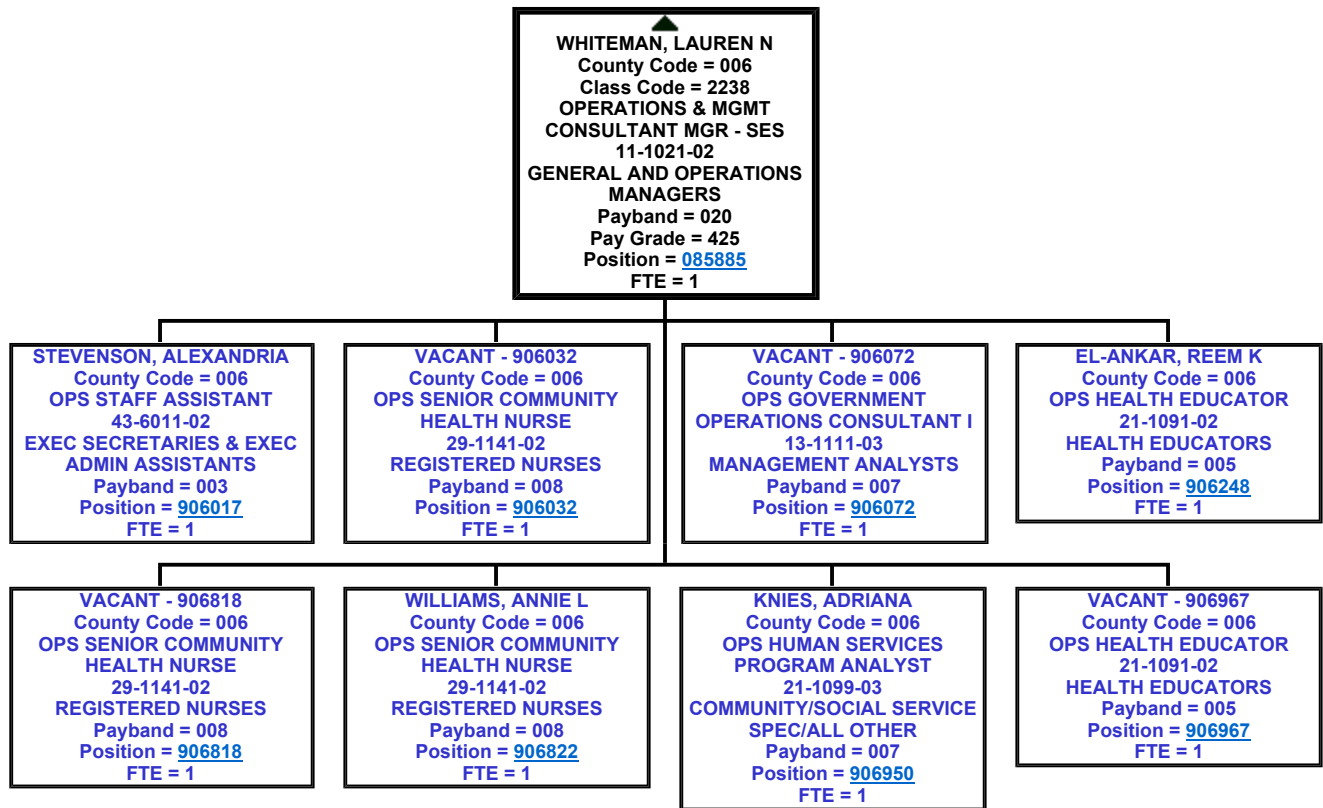 WHITEMAN, LAUREN N
County Code = 006
Class Code = 2238
OPERATIONS & MGMT
CONSULTANT MGR - SES
11-1021-02
GENERAL AND OPERATIONS
MANAGERS
Payband = 020
Pay Grade = 425
Position = 085885
FTE = 1
STEVENSON, ALEXANDRIA
County Code = 006
OPS STAFF ASSISTANT
43-6011-02
EXEC SECRETARIES & EXEC
ADMIN ASSISTANTS
Payband = 003
Position = 906017
FTE = 1
VACANT - 906032
County Code = 006
OPS SENIOR COMMUNITY
HEALTH NURSE
29-1141-02
REGISTERED NURSES
Payband = 008
Position = 906032
FTE = 1
VACANT - 906072
County Code = 006
OPS GOVERNMENT
OPERATIONS CONSULTANT I
13-1111-03
MANAGEMENT ANALYSTS
Payband = 007
Position = 906072
FTE = 1
EL-ANKAR, REEM K
County Code = 006
OPS HEALTH EDUCATOR
21-1091-02
HEALTH EDUCATORS
Payband = 005
Position = 906248
FTE = 1
VACANT - 906818
County Code = 006
OPS SENIOR COMMUNITY
HEALTH NURSE
29-1141-02
REGISTERED NURSES
Payband = 008
Position = 906818
FTE = 1
WILLIAMS, ANNIE L
County Code = 006
OPS SENIOR COMMUNITY
HEALTH NURSE
29-1141-02
REGISTERED NURSES
Payband = 008
Position = 906822
FTE = 1
KNIES, ADRIANA
County Code = 006
OPS HUMAN SERVICES
PROGRAM ANALYST
21-1099-03
COMMUNITY/SOCIAL SERVICE
SPEC/ALL OTHER
Payband = 007
Position = 906950
FTE = 1
VACANT - 906967
County Code = 006
OPS HEALTH EDUCATOR
21-1091-02
HEALTH EDUCATORS
Payband = 005
Position = 906967
FTE = 1